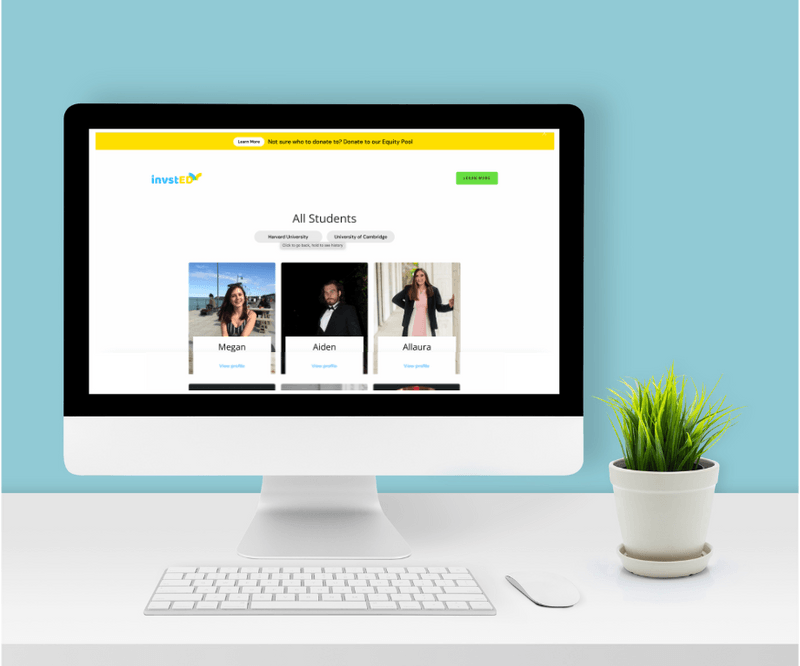 Learn More Not sure who to donate to? Donate to our Equity Pool
invstED
LEARN MORE
All Students
Harvard University University of Cambridge
Click to go back, hold to see history
Megan Aiden Allaura
View profile View profile View profile